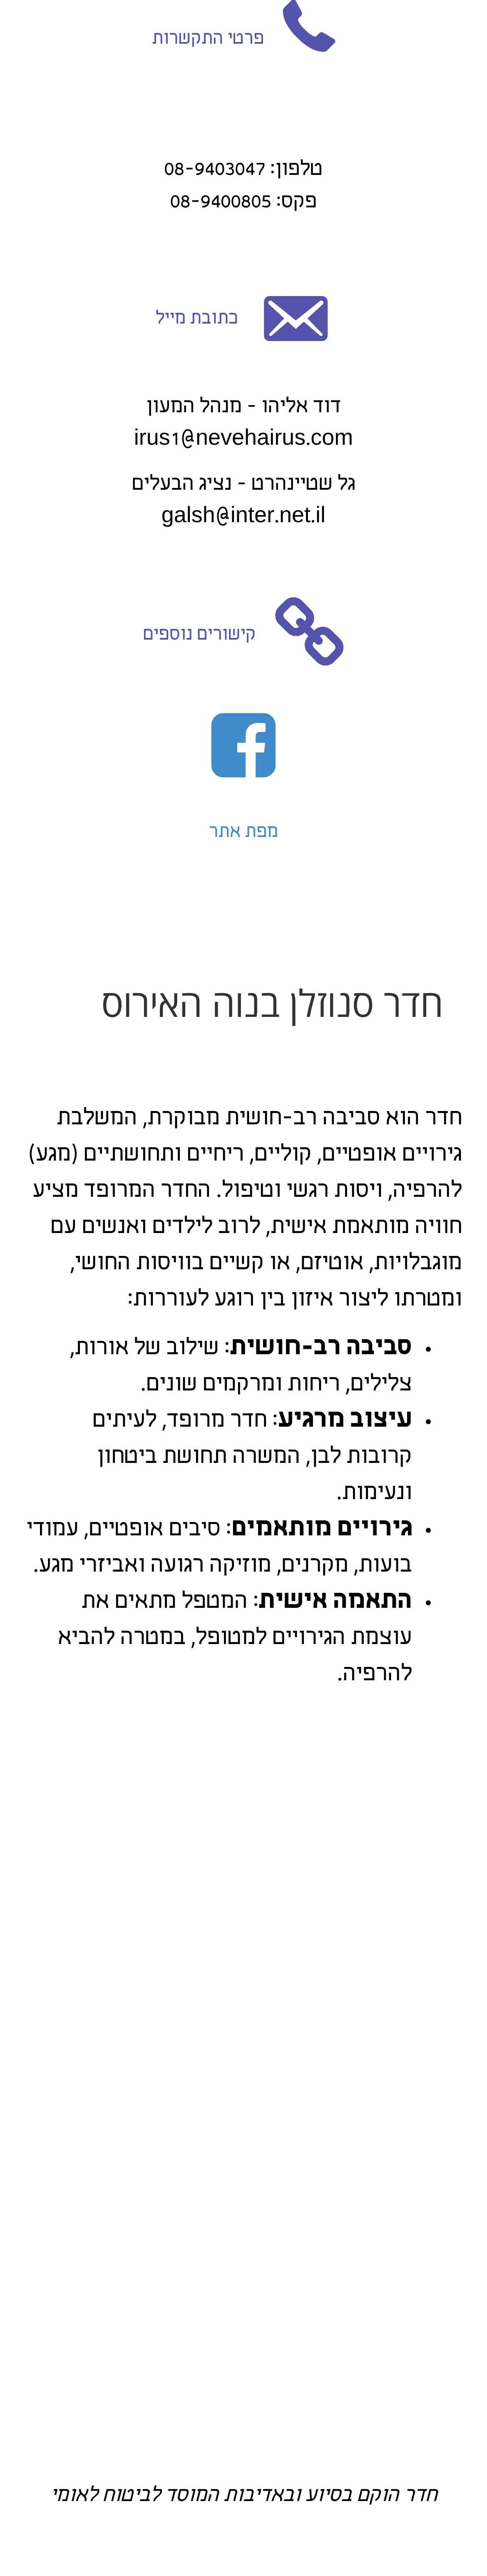 פרטי התקשרות
טלפון: 08-9403047
פקס: 08-9400805
כתובת מייל
דוד אליהו - מנהל המעון
irus1@nevehairus.com
גל שטיינהרט - נציג הבעלים
galsh@inter.net.il
קישורים נוספים
מפת אתר
חדר סנוזלן בנוה האירוס
חדר הוא סביבה רב-חושית מבוקרת, המשלבת
גירויים אופטיים, קוליים, ריחיים ותחושתיים (מגע)
להרפיה, ויסות רגשי וטיפול. החדר המרופד מציע
חוויה מותאמת אישית, לרוב לילדים ואנשים עם
מוגבלויות, אוטיזם, או קשיים בוויסות החושי,
ומטרתו ליצור איזון בין רוגע לעוררות:
• סביבה רב-חושית: שילוב של אורות,
צלילים, ריחות ומרקמים שונים.
• עיצוב מרגיע: חדר מרופד, לעיתים
קרובות לבן, המשרה תחושת ביטחון
ונעימות.
• גירויים מותאמים: סיבים אופטיים, עמודי
בועות, מקרנים, מוזיקה רגועה ואביזרי מגע.
• התאמה אישית: המטפל מתאים את
עוצמת הגירויים למטופל, במטרה להביא
להרפיה.
חדר הוקם בסיוע ובאדיבות המוסד לביטוח לאומי